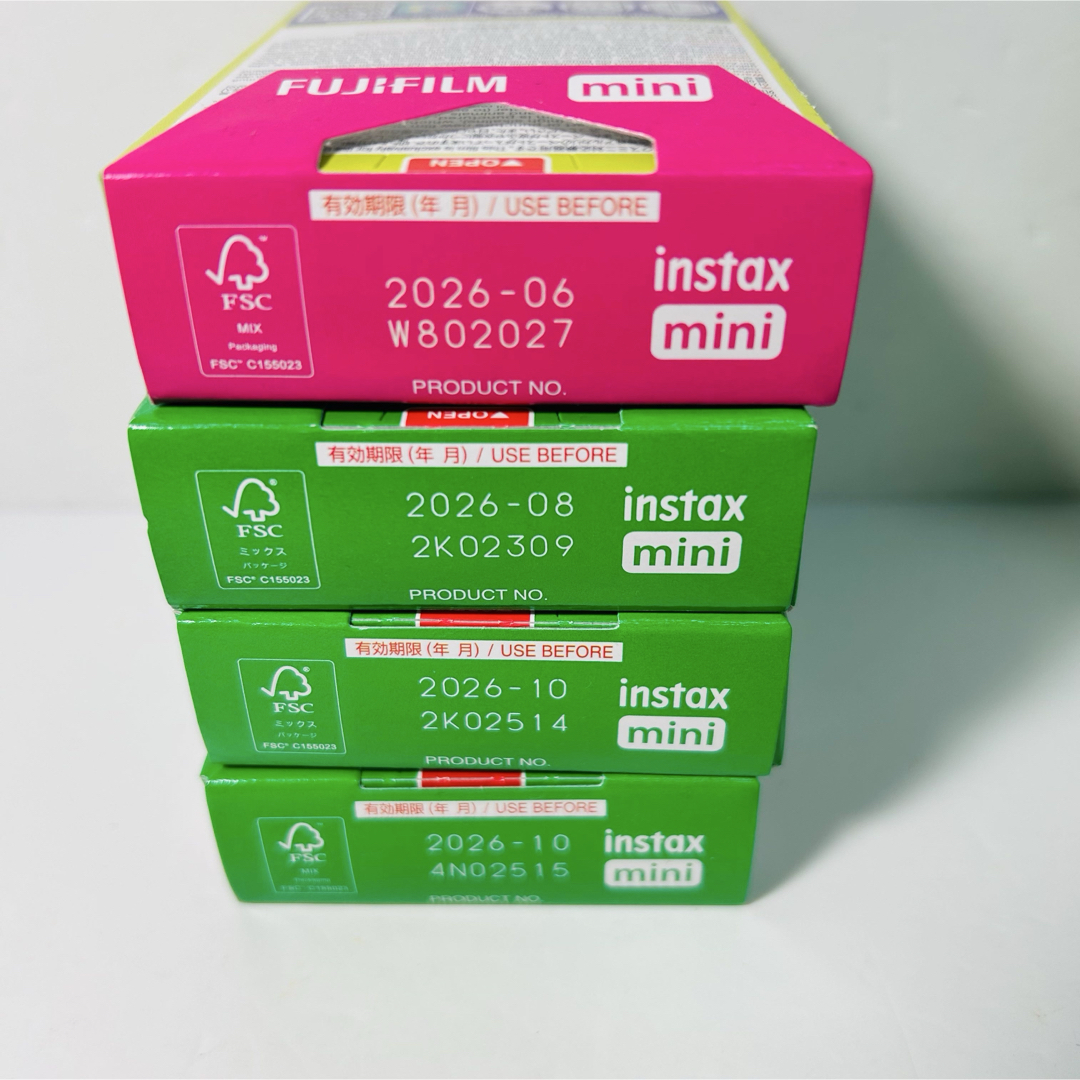 FUJIFILM mini
OPEN
有効期限(年 月) / USE BEFORE
FSC™
MIX
Packaging
FSC™ C155023
2026-06
W802027
PRODUCT NO.
instax
mini
OPEN
有効期限(年 月) / USE BEFORE
FSC®
ミックス
パッケージ
FSC® C155023
2026-08
2K02309
PRODUCT NO.
instax
mini
有効期限(年 月) / USE BEFORE
FSC®
ミックス
パッケージ
FSC® C155023
2026-10
2K02514
PRODUCT NO.
instax
mini
有効期限(年 月) / USE BEFORE
FSC
MIX
2026-10
4N02515
PRODUCT NO.
instax
mini